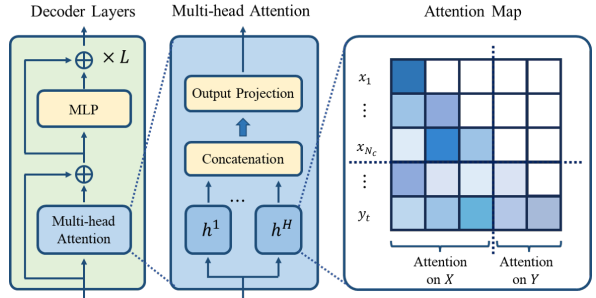 Decoder Layers
× L
MLP
Multi-head
Attention
Multi-head Attention
Output Projection
Concatenation
...
h¹
h^H
Attention Map
x₁
⋮
x_{N_c}
⋮
y_t
Attention
on X
Attention
on Y